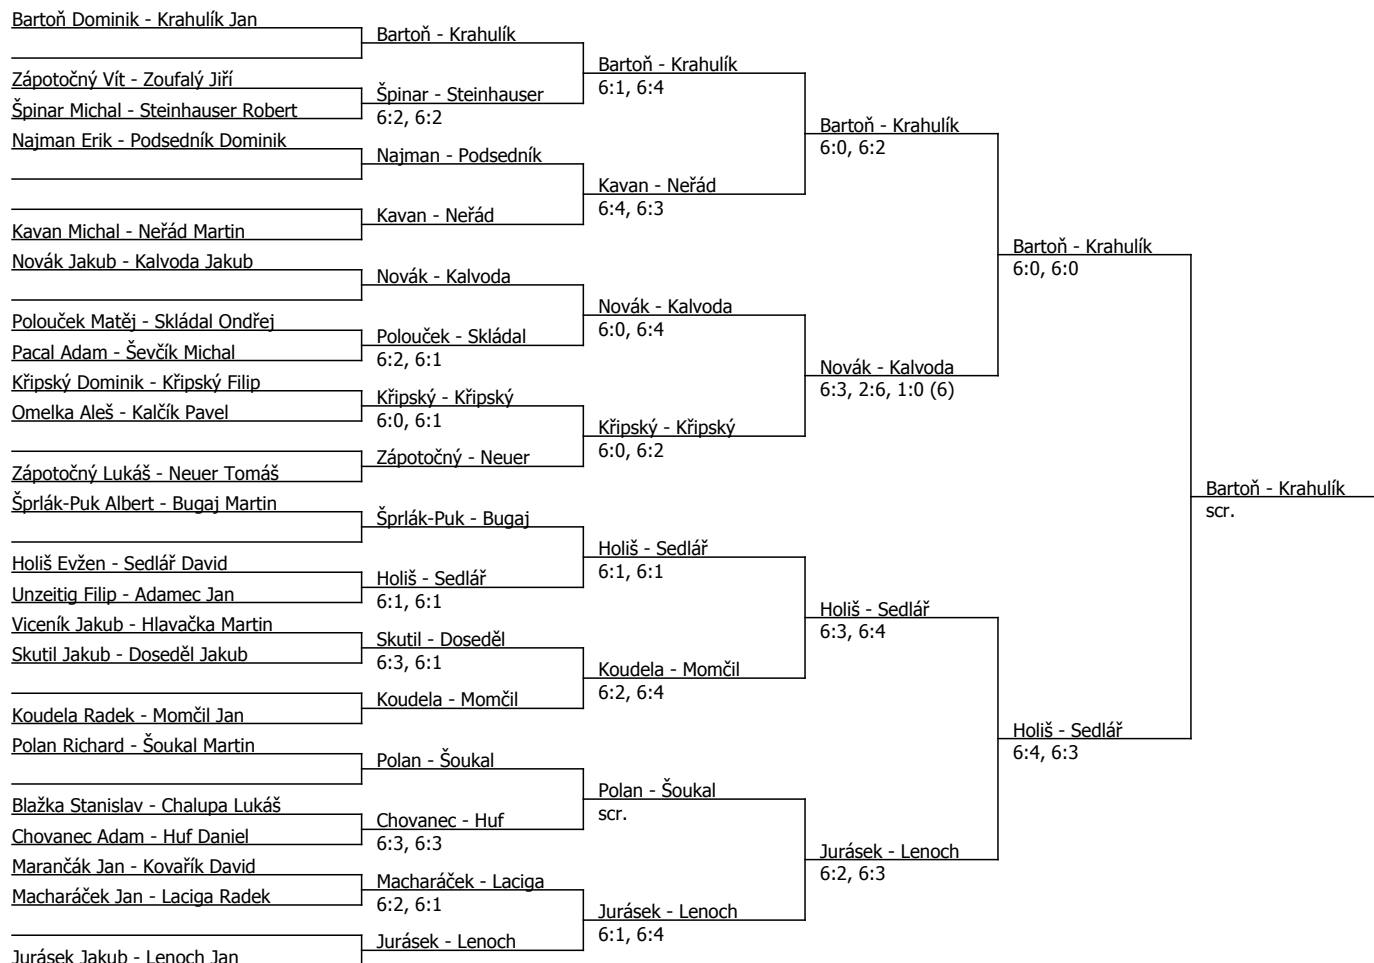 Bartoň Dominik - Krahulík Jan
Bartoň - Krahulík
Bartoň - Krahulík
6:1, 6:4
Zápotočný Vít - Zoufalý Jiří
Špinar - Steinhauser
6:2, 6:2
Špinar Michal - Steinhauser Robert
Bartoň - Krahulík
6:0, 6:2
Najman Erik - Podsedník Dominik
Najman - Podsedník
Kavan - Neřád
6:4, 6:3
Kavan - Neřád
Kavan Michal - Neřád Martin
Bartoň - Krahulík
6:0, 6:0
Novák Jakub - Kalvoda Jakub
Novák - Kalvoda
Novák - Kalvoda
6:0, 6:4
Polouček Matěj - Skládal Ondřej
Polouček - Skládal
6:2, 6:1
Pacal Adam - Ševčík Michal
Novák - Kalvoda
6:3, 2:6, 1:0 (6)
Křipský Dominik - Křipský Filip
Křipský - Křipský
6:0, 6:1
Omelka Aleš - Kalčík Pavel
Křipský - Křipský
6:0, 6:2
Zápotočný - Neuer
Zápotočný Lukáš - Neuer Tomáš
Bartoň - Krahulík
scr.
Šprlák-Puk Albert - Bugaj Martin
Šprlák-Puk - Bugaj
Holiš - Sedlář
6:1, 6:1
Holiš Evžen - Sedlář David
Holiš - Sedlář
6:1, 6:1
Unzeitig Filip - Adamec Jan
Holiš - Sedlář
6:3, 6:4
Viceník Jakub - Hlavačka Martin
Skutil - Doseděl
6:3, 6:1
Skutil Jakub - Doseděl Jakub
Koudela - Momčil
6:2, 6:4
Koudela - Momčil
Koudela Radek - Momčil Jan
Holiš - Sedlář
6:4, 6:3
Polan Richard - Šoukal Martin
Polan - Šoukal
Polan - Šoukal
scr.
Blažka Stanislav - Chalupa Lukáš
Chovanec - Huf
6:3, 6:3
Chovanec Adam - Huf Daniel
Jurásek - Lenoch
6:2, 6:3
Marančák Jan - Kovařík David
Macharáček - Laciga
6:2, 6:1
Macharáček Jan - Laciga Radek
Jurásek - Lenoch
6:1, 6:4
Jurásek - Lenoch
Jurásek Jakub - Lenoch Jan